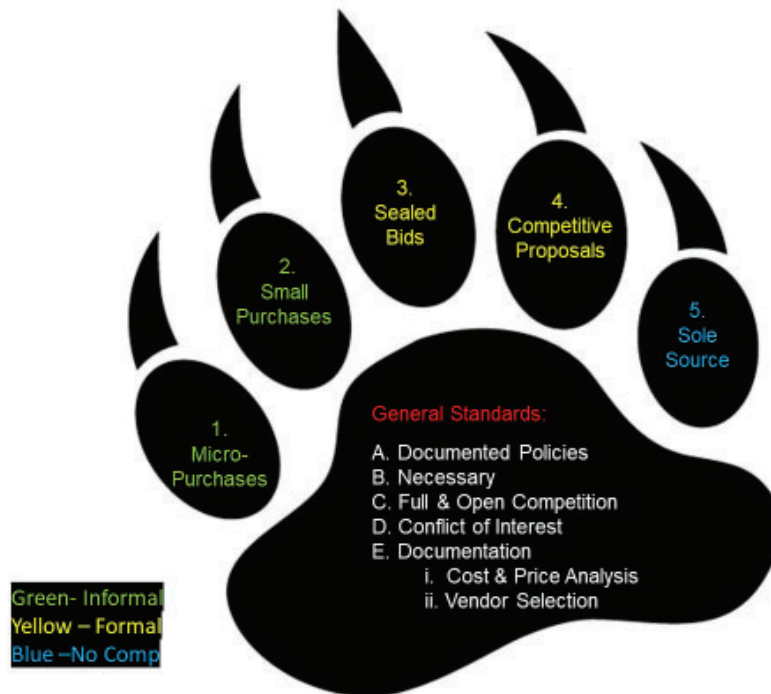 1.
Micro-
Purchases
2.
Small
Purchases
3.
Sealed
Bids
4.
Competitive
Proposals
5.
Sole
Source
General Standards:
A. Documented Policies
B. Necessary
C. Full & Open Competition
D. Conflict of Interest
E. Documentation
i. Cost & Price Analysis
ii. Vendor Selection
Green- Informal
Yellow – Formal
Blue –No Comp